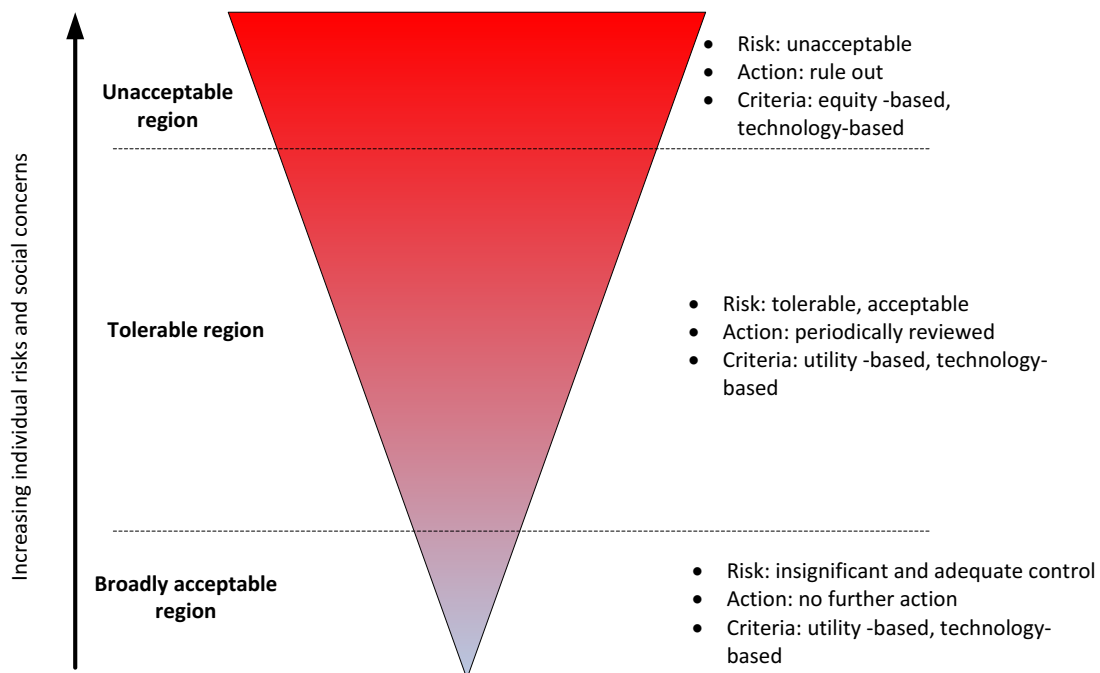 Increasing individual risks and social concerns
Unacceptable
region
• Risk: unacceptable
• Action: rule out
• Criteria: equity -based,
technology-based
Tolerable region
• Risk: tolerable, acceptable
• Action: periodically reviewed
• Criteria: utility -based, technology-
based
Broadly acceptable
region
• Risk: insignificant and adequate control
• Action: no further action
• Criteria: utility -based, technology-
based